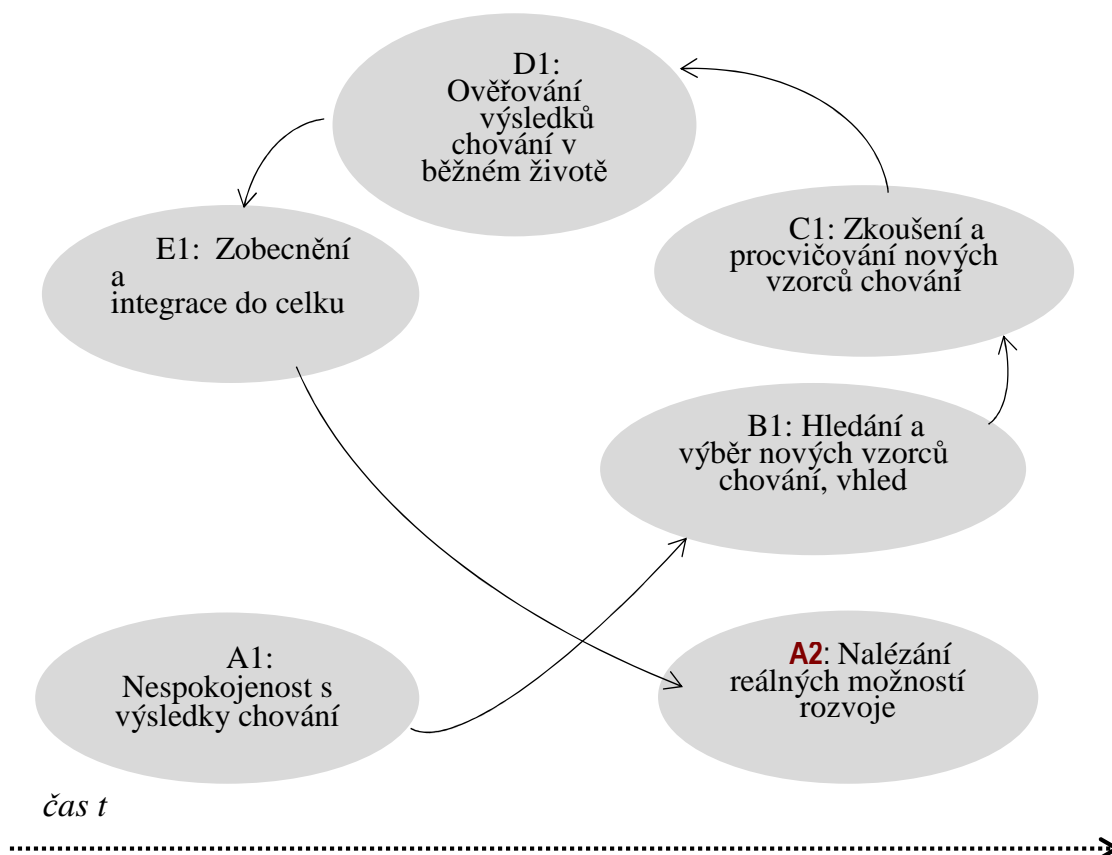 D1:
Ověřování
výsledků
chování v
běžném životě
E1: Zobecnění
a
integrace do celku
C1: Zkoušení a
procvičování nových
vzorců chování
B1: Hledání a
výběr nových vzorců
chování, vhled
A1:
Nespokojenost s
výsledky chování
A2: Nalézání
reálných možností
rozvoje
čas t